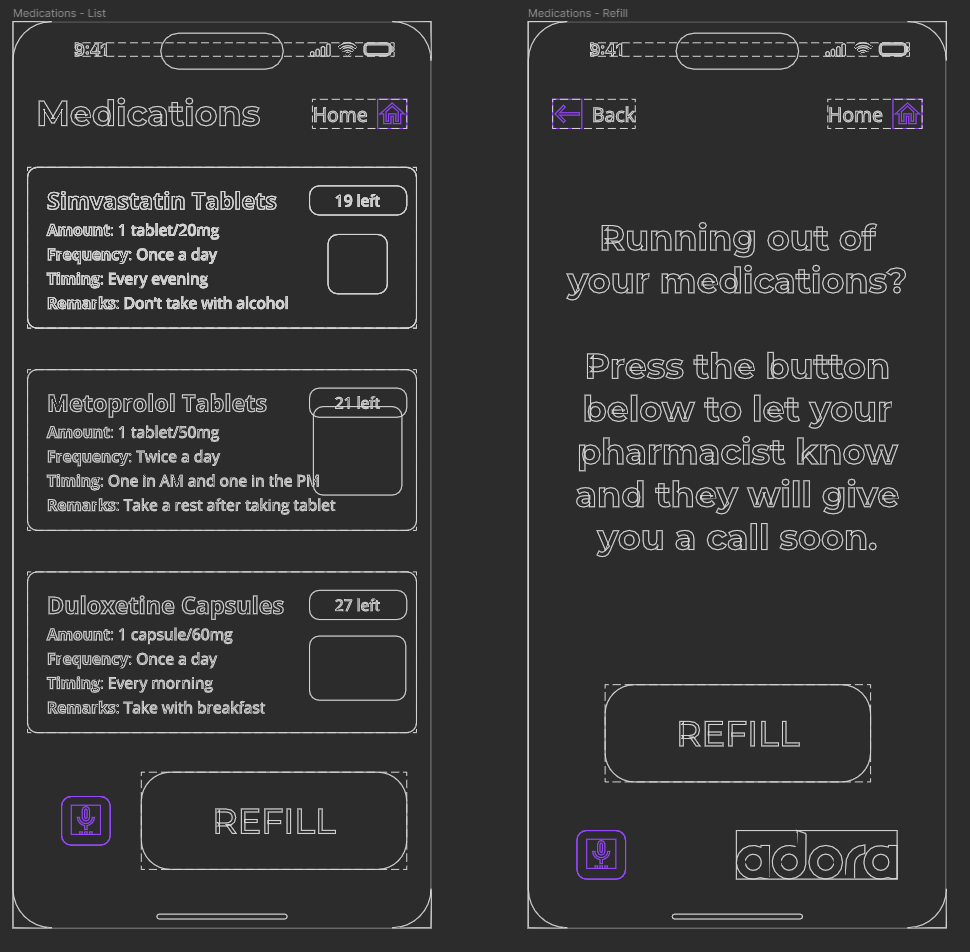 Medications - List
9:41
Medications
Home
Simvastatin Tablets
19 left
Amount: 1 tablet/20mg
Frequency: Once a day
Timing: Every evening
Remarks: Don't take with alcohol
Metoprolol Tablets
21 left
Amount: 1 tablet/50mg
Frequency: Twice a day
Timing: One in AM and one in the PM
Remarks: Take a rest after taking tablet
Duloxetine Capsules
27 left
Amount: 1 capsule/60mg
Frequency: Once a day
Timing: Every morning
Remarks: Take with breakfast
REFILL
Medications - Refill
9:41
Back
Home
Running out of
your medications?
Press the button
below to let your
pharmacist know
and they will give
you a call soon.
REFILL
adora